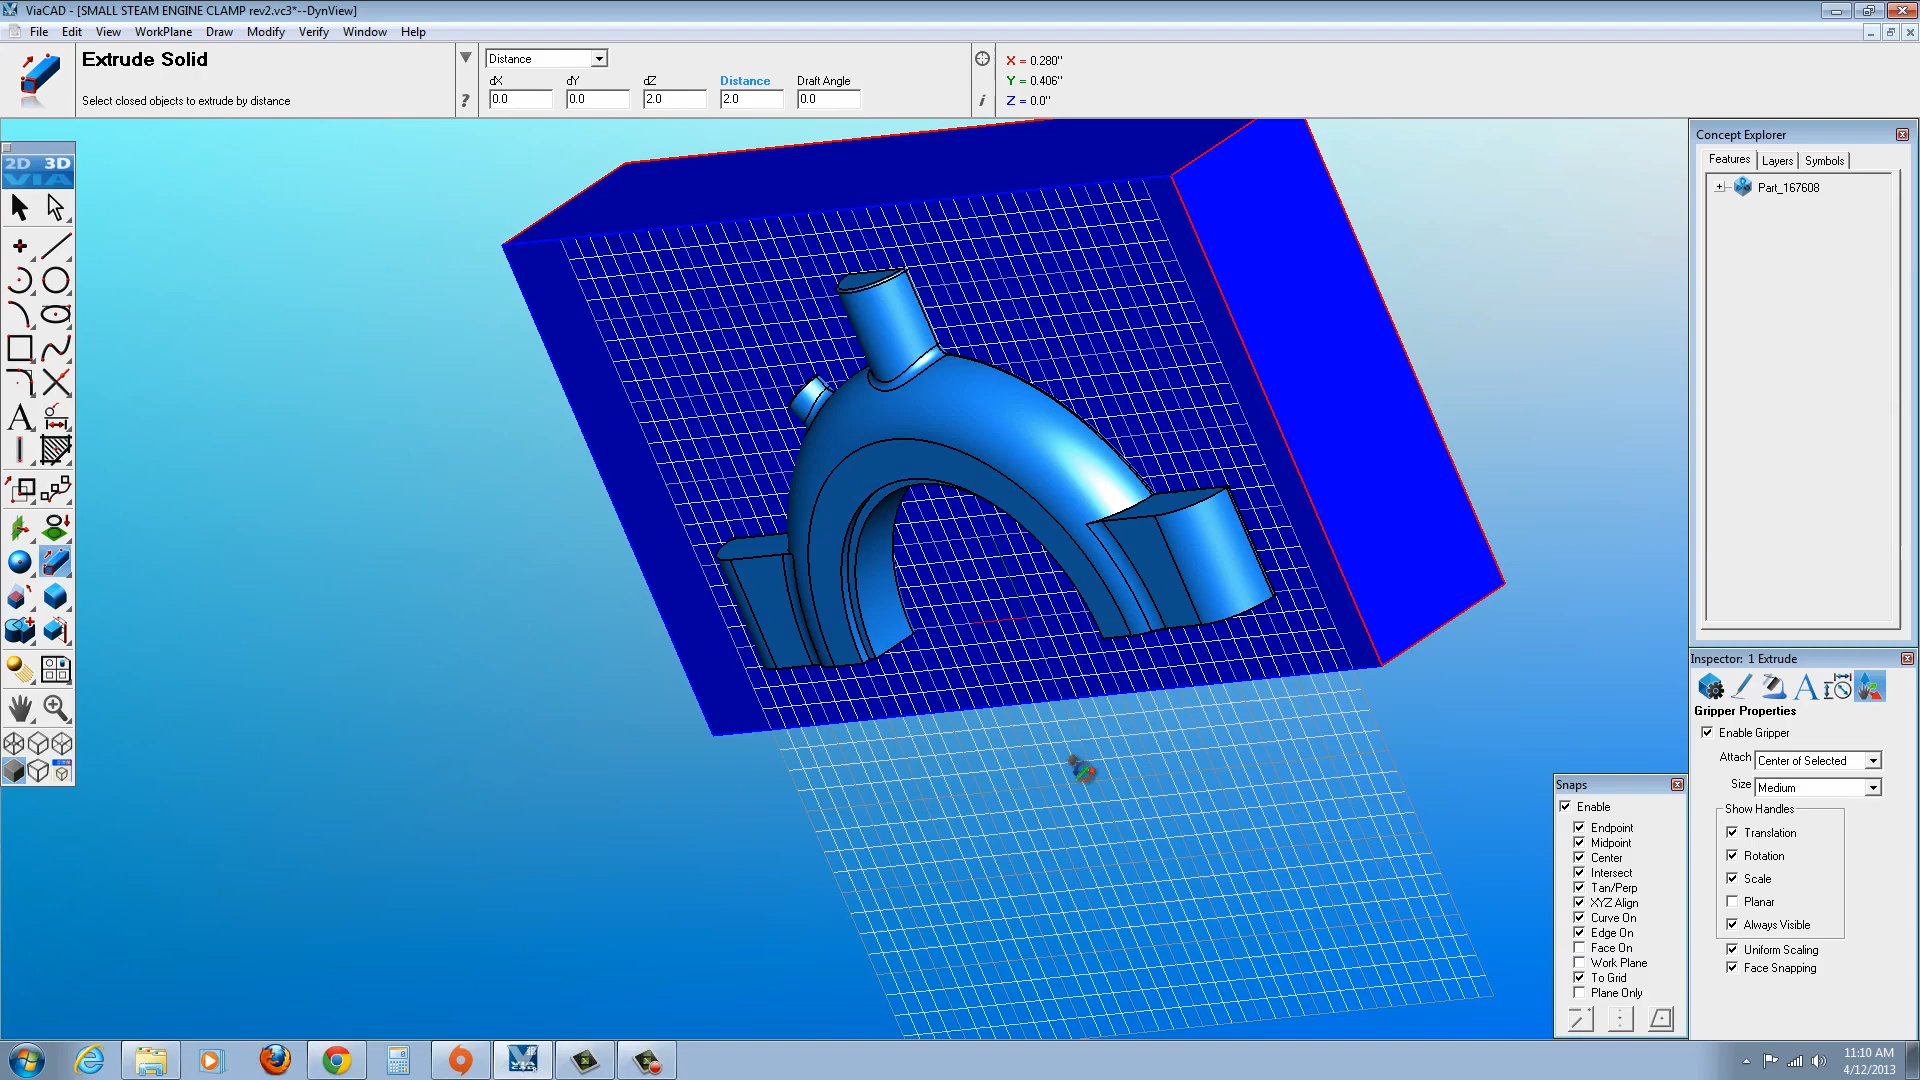 ViaCAD - [SMALL STEAM ENGINE CLAMP rev2.vc3*--DynView]
File Edit View WorkPlane Draw Modify Verify Window Help
Extrude Solid
Select closed objects to extrude by distance
?
Distance
dX dY dZ Distance Draft Angle
0.0 0.0 2.0 2.0 0.0
i
X = 0.280"
Y = 0.406"
Z = 0.0"
2D 3D
VIA
A
Concept Explorer
Features Layers Symbols
Part_167608
Inspector: 1 Extrude
A
Gripper Properties
Enable Gripper
Attach Center of Selected
Size Medium
Show Handles
Translation
Rotation
Scale
Planar
Always Visible
Uniform Scaling
Face Snapping
Snaps
Enable
Endpoint
Midpoint
Center
Intersect
Tan/Perp
XYZ Align
Curve On
Edge On
Face On
Work Plane
To Grid
Plane Only
11:10 AM
4/12/2013